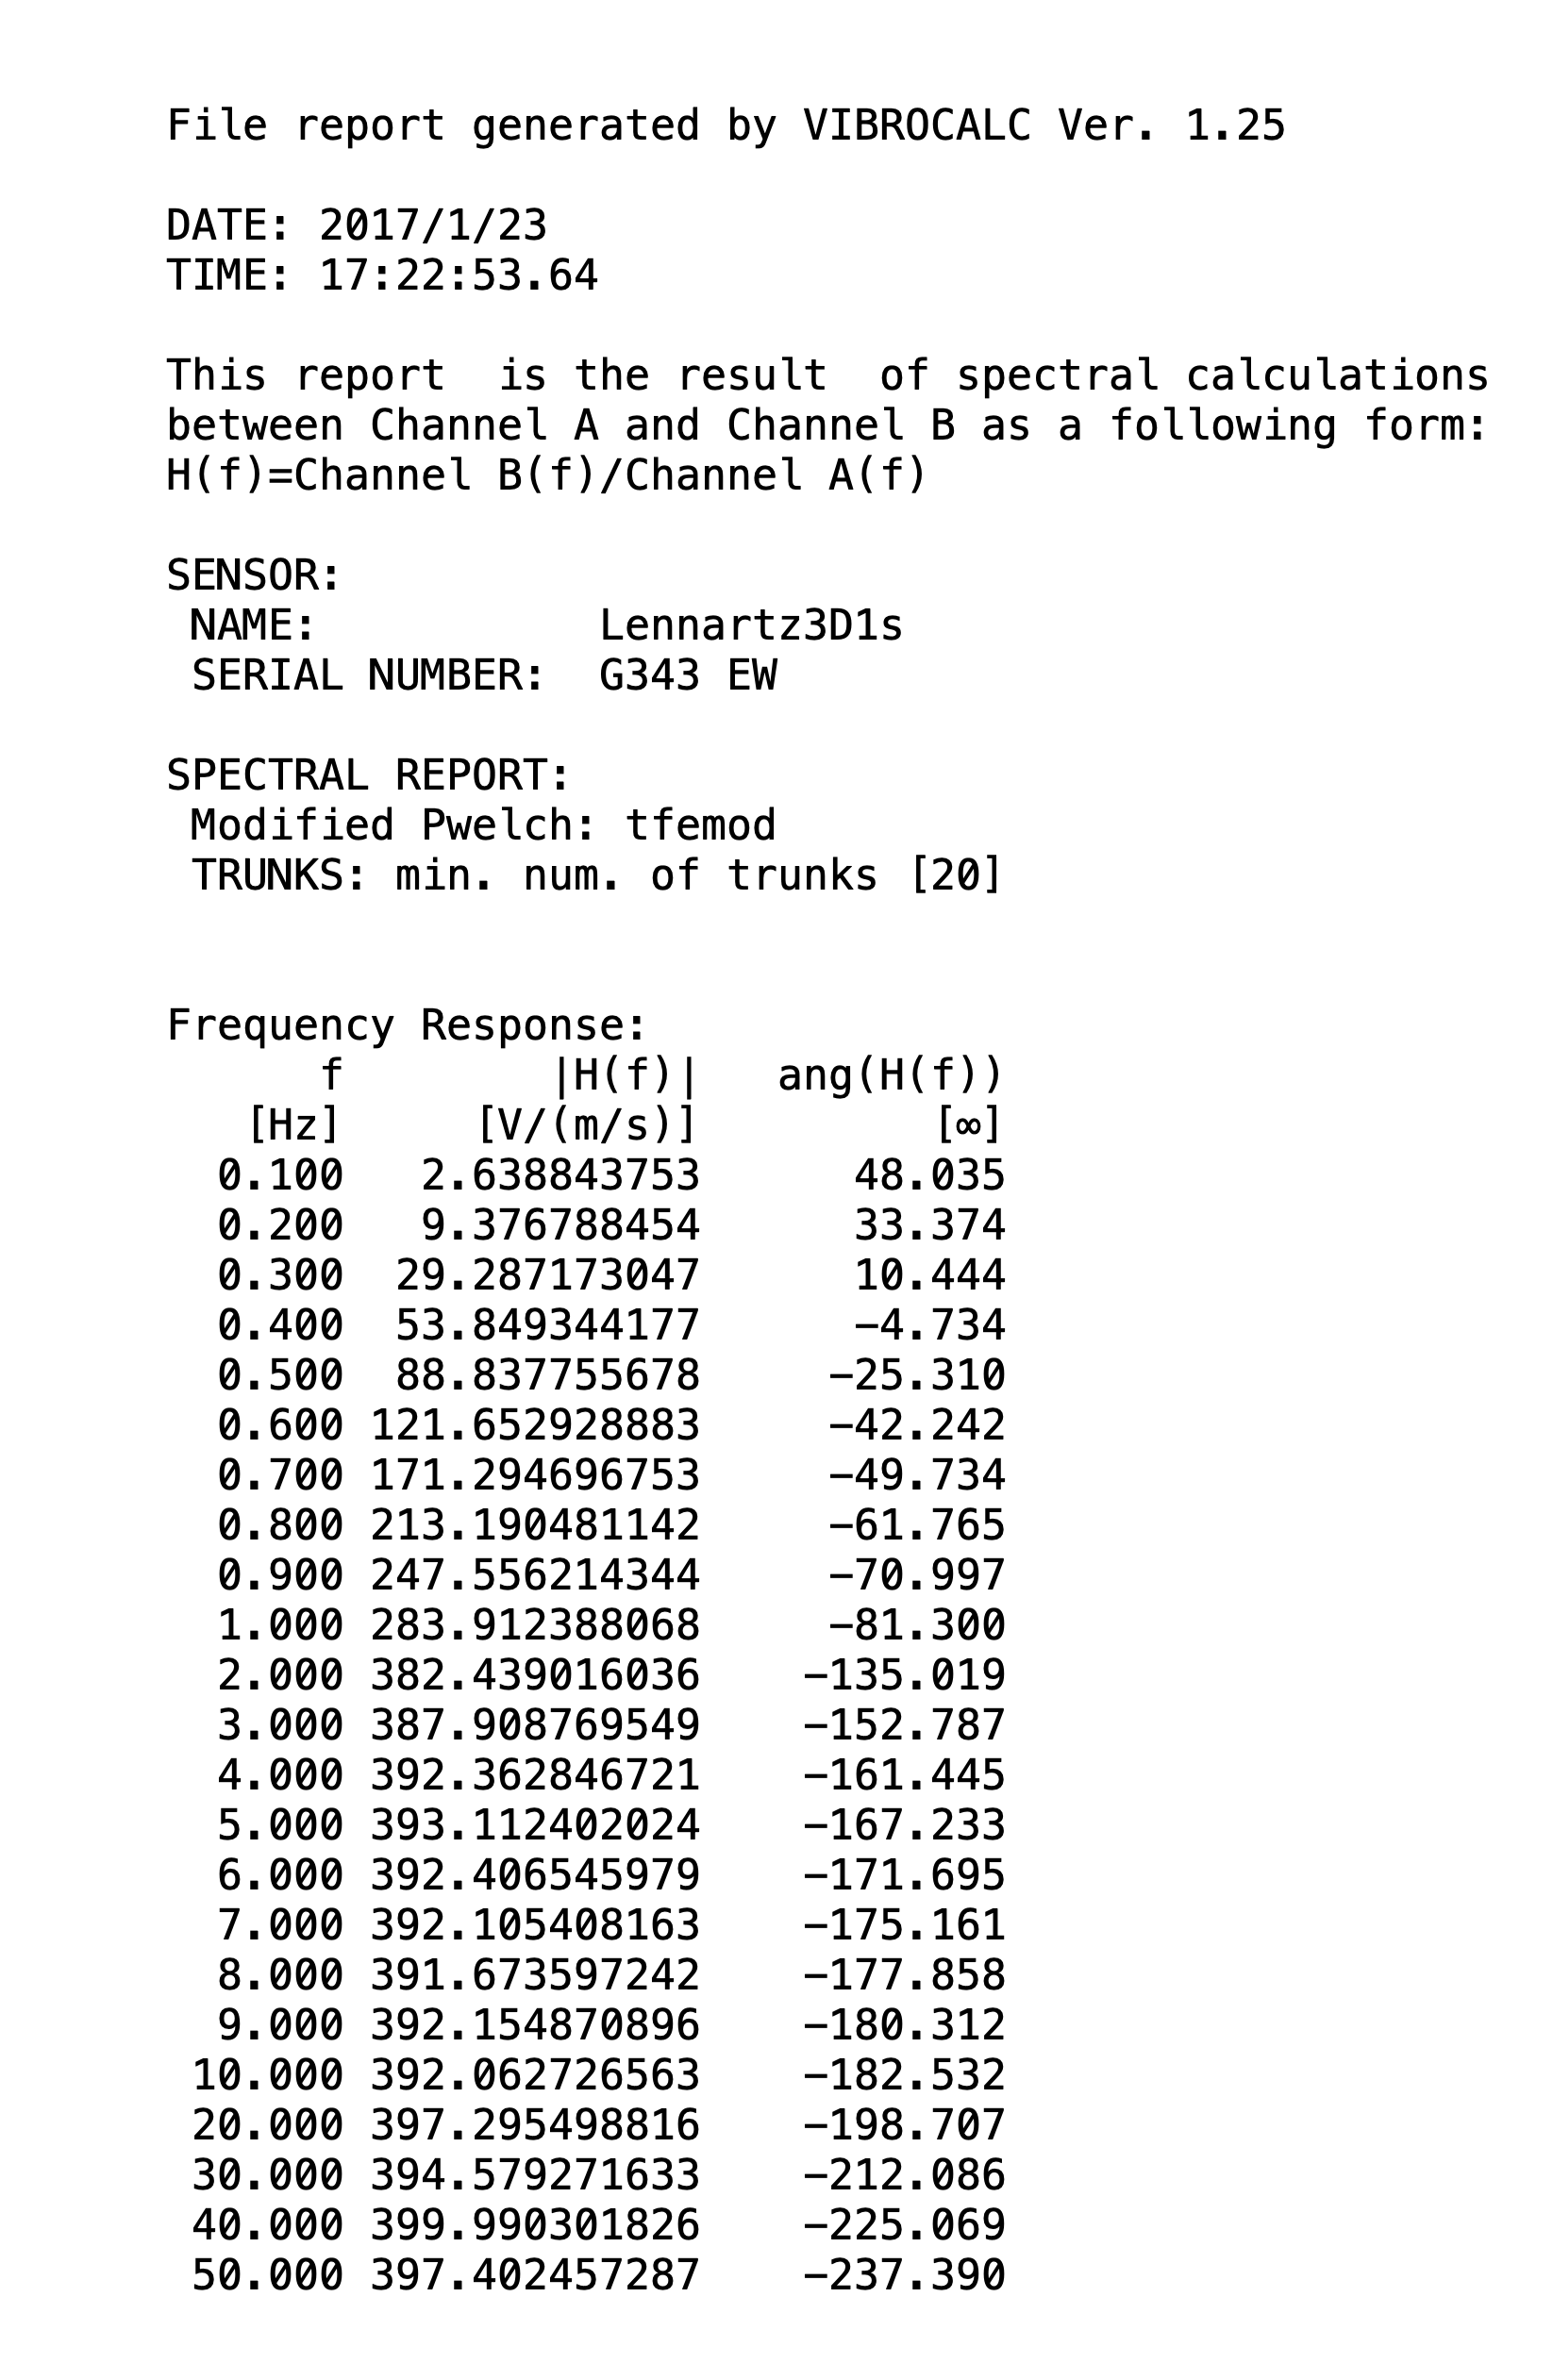 File report generated by VIBROCALC Ver. 1.25

DATE: 2017/1/23
TIME: 17:22:53.64

This report  is the result  of spectral calculations
between Channel A and Channel B as a following form:
H(f)=Channel B(f)/Channel A(f)

SENSOR:
 NAME:           Lennartz3D1s
 SERIAL NUMBER:  G343 EW

SPECTRAL REPORT:
 Modified Pwelch: tfemod
 TRUNKS: min. num. of trunks [20]


Frequency Response:
      f        |H(f)|   ang(H(f))
   [Hz]     [V/(m/s)]         [∞]
  0.100   2.638843753      48.035
  0.200   9.376788454      33.374
  0.300  29.287173047      10.444
  0.400  53.849344177      −4.734
  0.500  88.837755678     −25.310
  0.600 121.652928883     −42.242
  0.700 171.294696753     −49.734
  0.800 213.190481142     −61.765
  0.900 247.556214344     −70.997
  1.000 283.912388068     −81.300
  2.000 382.439016036    −135.019
  3.000 387.908769549    −152.787
  4.000 392.362846721    −161.445
  5.000 393.112402024    −167.233
  6.000 392.406545979    −171.695
  7.000 392.105408163    −175.161
  8.000 391.673597242    −177.858
  9.000 392.154870896    −180.312
 10.000 392.062726563    −182.532
 20.000 397.295498816    −198.707
 30.000 394.579271633    −212.086
 40.000 399.990301826    −225.069
 50.000 397.402457287    −237.390